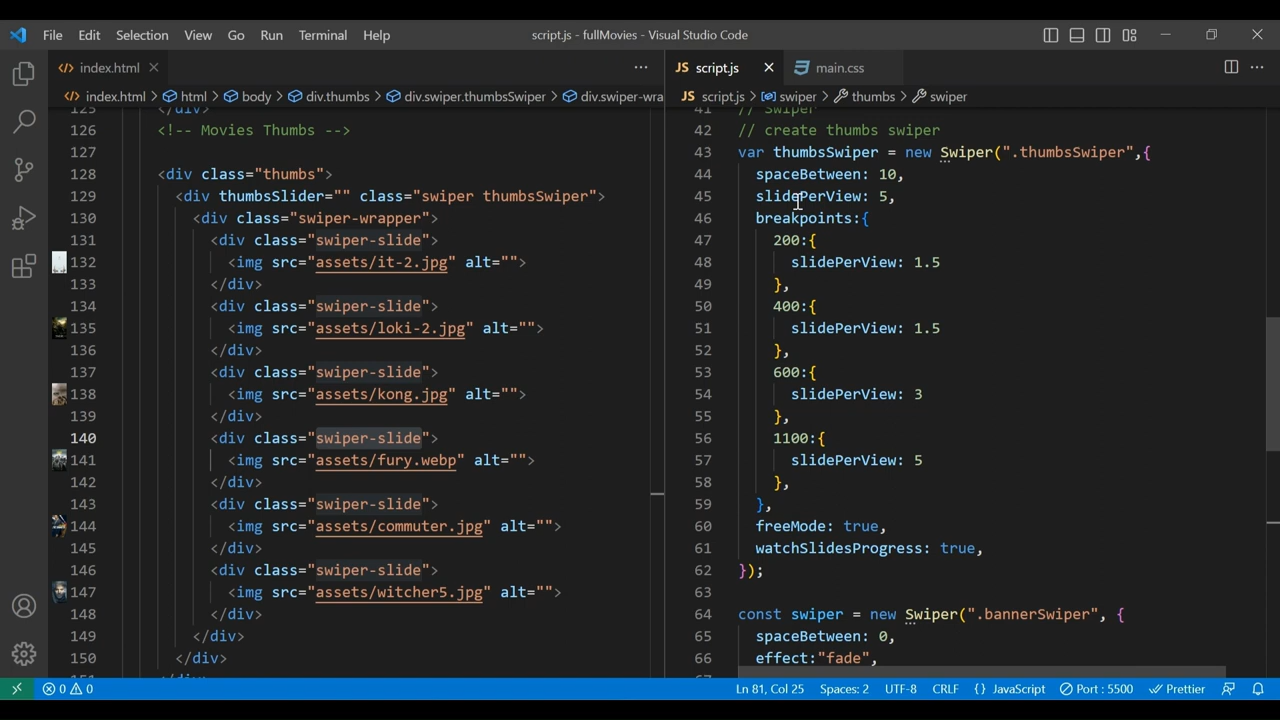 File Edit Selection View Go Run Terminal Help script.js - fullMovies - Visual Studio Code
index.html
JS script.js main.css
index.html > html > body > div.thumbs > div.swiper.thumbsSwiper > div.swiper-wra
JS script.js > swiper > thumbs > swiper
125 </div>
126 <!-- Movies Thumbs -->
127
128 <div class="thumbs">
129 <div thumbsSlider="" class="swiper thumbsSwiper">
130 <div class="swiper-wrapper">
131 <div class="swiper-slide">
132 <img src="assets/it-2.jpg" alt="">
133 </div>
134 <div class="swiper-slide">
135 <img src="assets/loki-2.jpg" alt="">
136 </div>
137 <div class="swiper-slide">
138 <img src="assets/kong.jpg" alt="">
139 </div>
140 <div class="swiper-slide">
141 <img src="assets/fury.webp" alt="">
142 </div>
143 <div class="swiper-slide">
144 <img src="assets/commuter.jpg" alt="">
145 </div>
146 <div class="swiper-slide">
147 <img src="assets/witcher5.jpg" alt="">
148 </div>
149 </div>
150 </div>
41 // Swiper
42 // create thumbs swiper
43 var thumbsSwiper = new Swiper(".thumbsSwiper",{
44 spaceBetween: 10,
45 slidePerView: 5,
46 breakpoints:{
47 200:{
48 slidePerView: 1.5
49 },
50 400:{
51 slidePerView: 1.5
52 },
53 600:{
54 slidePerView: 3
55 },
56 1100:{
57 slidePerView: 5
58 },
59 },
60 freeMode: true,
61 watchSlidesProgress: true,
62 });
63
64 const swiper = new Swiper(".bannerSwiper", {
65 spaceBetween: 0,
66 effect:"fade",
0 0 Ln 81, Col 25 Spaces: 2 UTF-8 CRLF {} JavaScript Port : 5500 Prettier